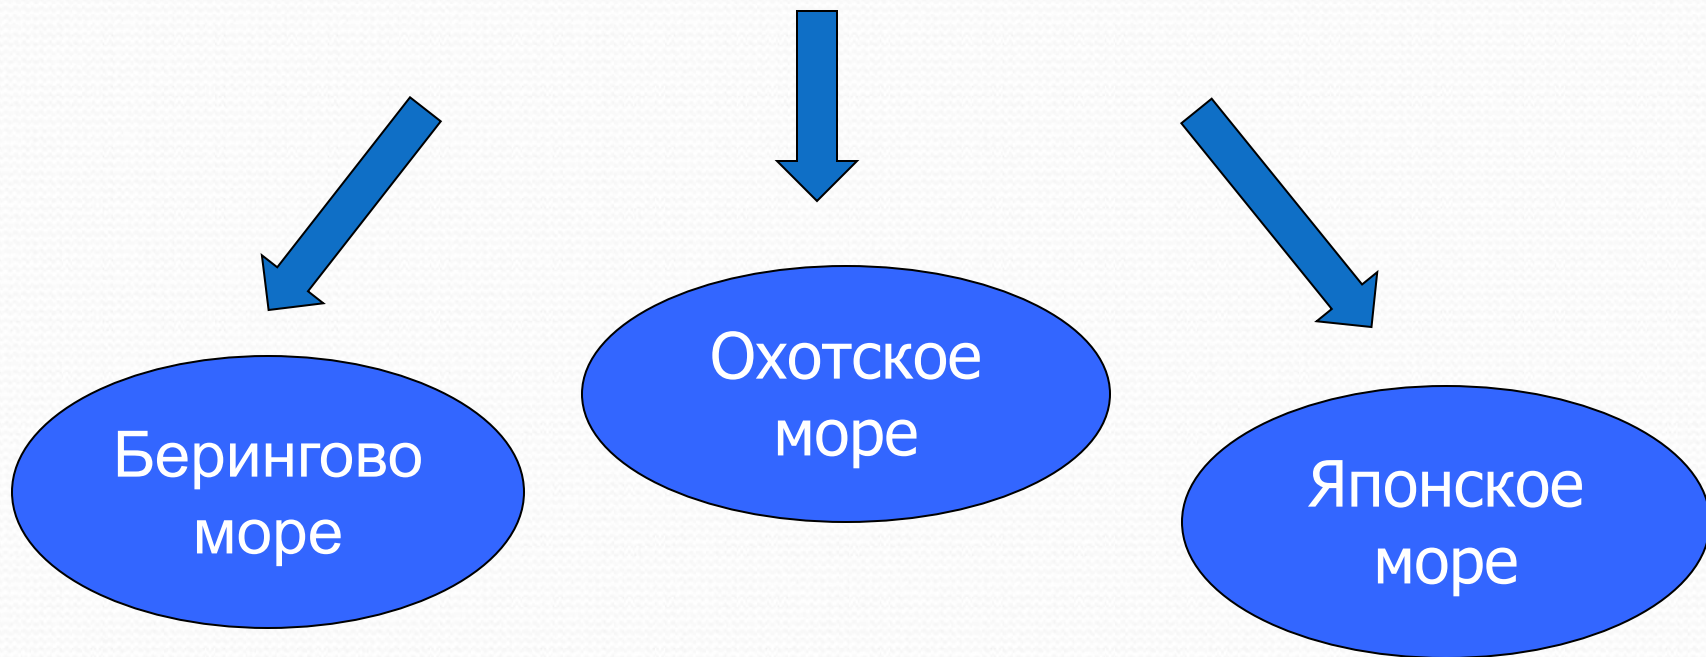 Берингово
море
Охотское
море
Японское
море